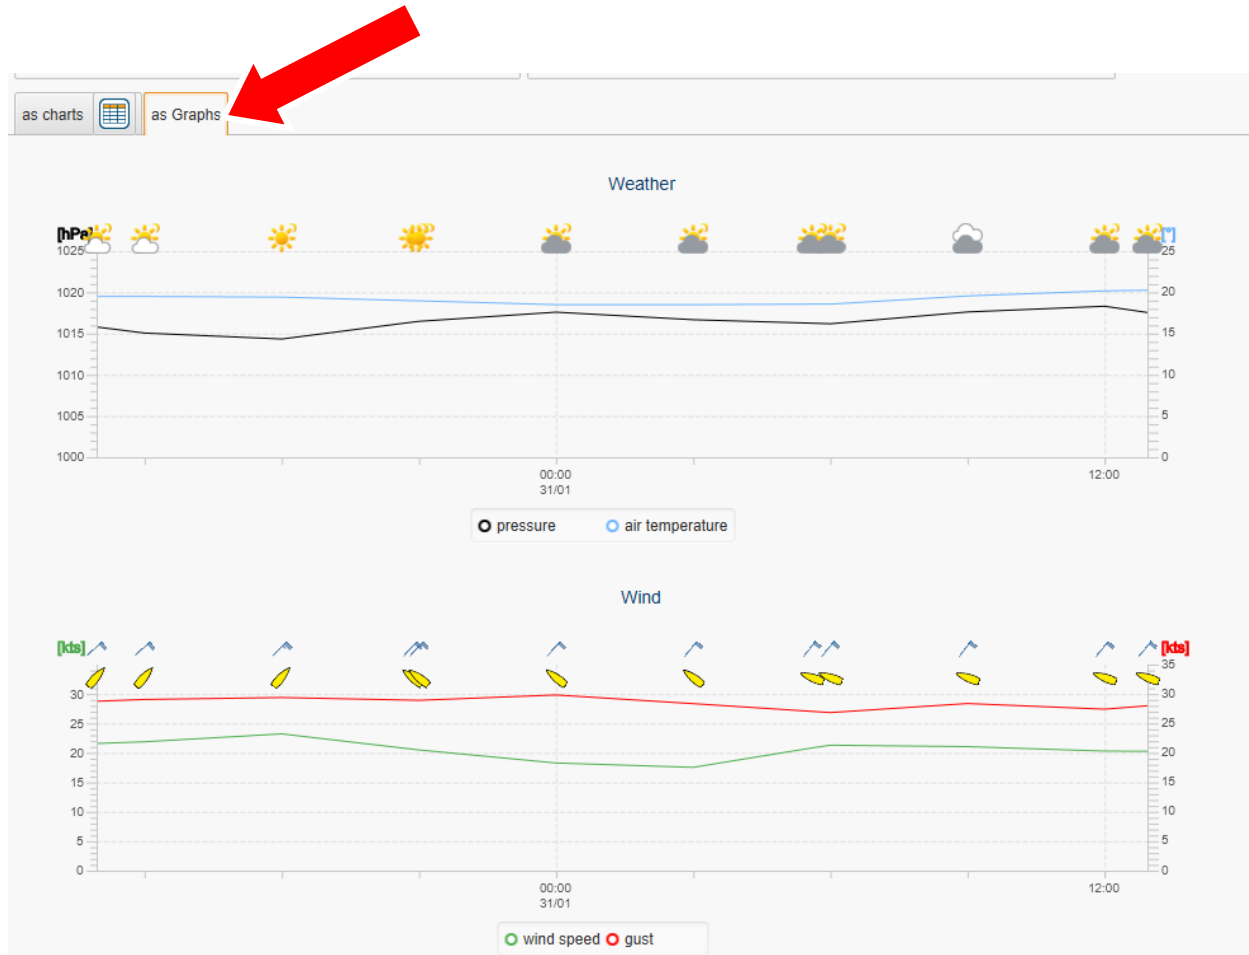 as charts as Graphs
Weather
[hPa] [°]
1025 25
1020 20
1015 15
1010 10
1005 5
1000 0
00:00 12:00
31/01
pressure air temperature
Wind
[kts] [kts]
35
30 30
25 25
20 20
15 15
10 10
5 5
0 0
00:00 12:00
31/01
wind speed gust